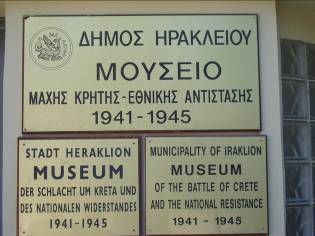 ΔΗΜΟΣ ΗΡΑΚΛΕΙΟΥ
ΜΟΥΣΕΙΟ
ΜΑΧΗΣ ΚΡΗΤΗΣ-ΕΘΝΙΚΗΣ ΑΝΤΙΣΤΑΣΗΣ
1941-1945
STADT HERAKLION
MUSEUM
DER SCHLACHT UM KRETA UND
DES NATIONALEN WIDERSTANDES
1941-1945
MUNICIPALITY OF IRAKLION
MUSEUM
OF THE BATTLE OF CRETE
AND THE NATIONAL RESISTANCE
1941 - 1945